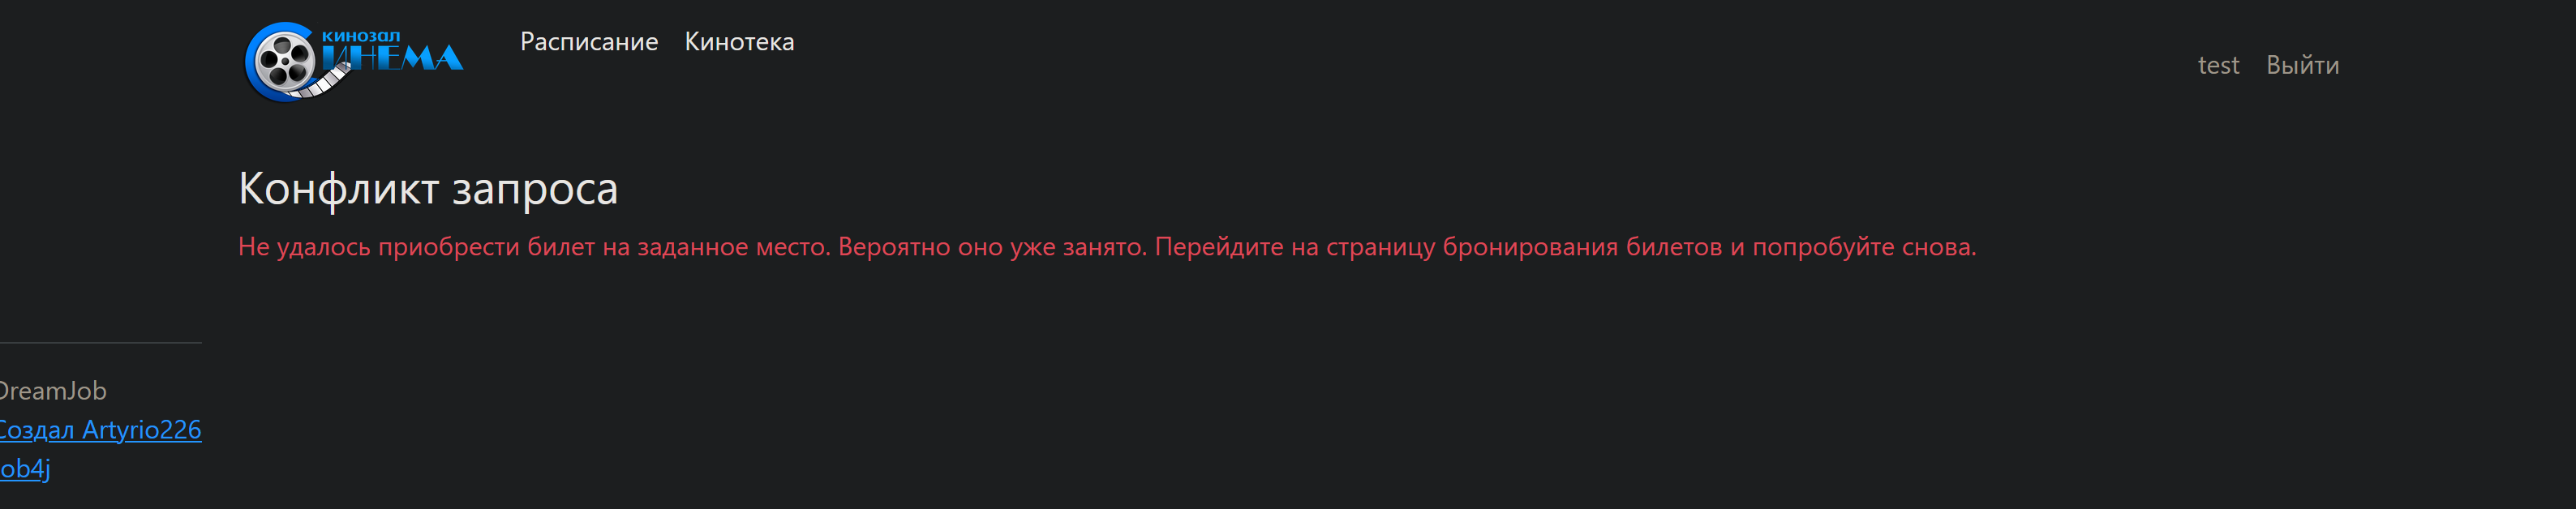 кинозал
СИНЕМА
Расписание Кинотека
test Выйти
Конфликт запроса
Не удалось приобрести билет на заданное место. Вероятно оно уже занято. Перейдите на страницу бронирования билетов и попробуйте снова.
DreamJob
Создал Artyrio226
ob4j